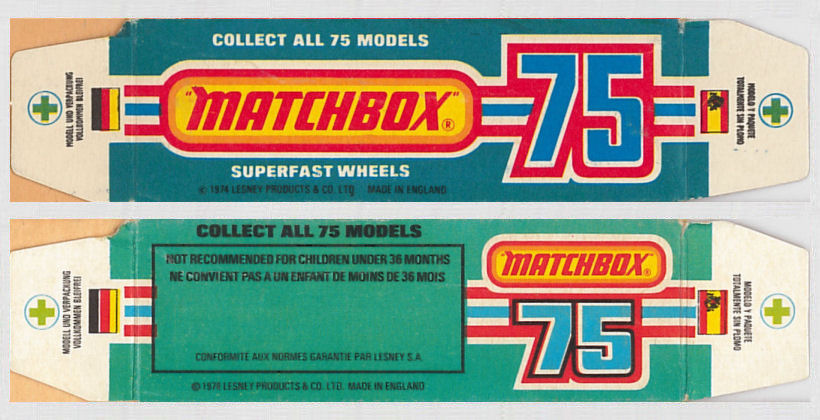 COLLECT ALL 75 MODELS
"MATCHBOX"®
75
SUPERFAST WHEELS
© 1974 LESNEY PRODUCTS & CO. LTD. MADE IN ENGLAND
MODELL UND VERPACKUNG
VOLLKOMMEN BLEIFREI
MODELO Y PAQUETE
TOTALMENTE SIN PLOMO
COLLECT ALL 75 MODELS
NOT RECOMMENDED FOR CHILDREN UNDER 36 MONTHS
NE CONVIENT PAS A UN ENFANT DE MOINS DE 36 MOIS
"MATCHBOX"®
75
CONFORMITÉ AUX NORMES GARANTIE PAR LESNEY S.A.
© 1978 LESNEY PRODUCTS & CO. LTD. MADE IN ENGLAND
MODELL UND VERPACKUNG
VOLLKOMMEN BLEIFREI
MODELO Y PAQUETE
TOTALMENTE SIN PLOMO